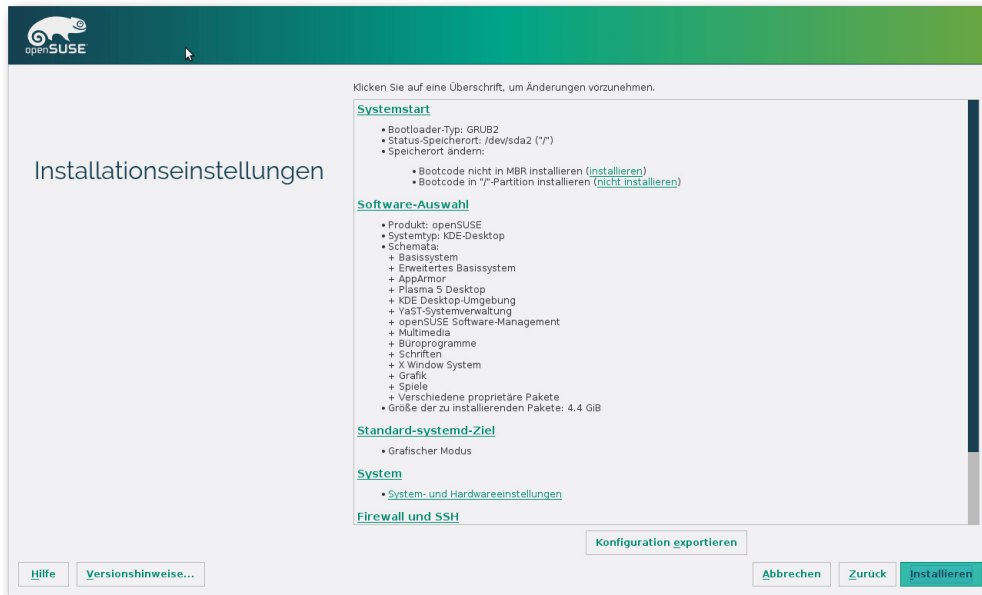 openSUSE
Klicken Sie auf eine Überschrift, um Änderungen vorzunehmen.
Installationseinstellungen
Systemstart
• Bootloader-Typ: GRUB2
• Status-Speicherort: /dev/sda2 ("/")
• Speicherort ändern:
• Bootcode nicht in MBR installieren (installieren)
• Bootcode in "/"-Partition installieren (nicht installieren)
Software-Auswahl
• Produkt: openSUSE
• Systemtyp: KDE-Desktop
• Schemata:
+ Basissystem
+ Erweitertes Basissystem
+ AppArmor
+ Plasma 5 Desktop
+ KDE Desktop-Umgebung
+ YaST-Systemverwaltung
+ openSUSE Software-Management
+ Multimedia
+ Büroprogramme
+ Schriften
+ X Window System
+ Grafik
+ Spiele
+ Verschiedene proprietäre Pakete
• Größe der zu installierenden Pakete: 4.4 GiB
Standard-systemd-Ziel
• Grafischer Modus
System
• System- und Hardwareeinstellungen
Firewall und SSH
Konfiguration exportieren
Hilfe
Versionshinweise...
Abbrechen
Zurück
Installieren